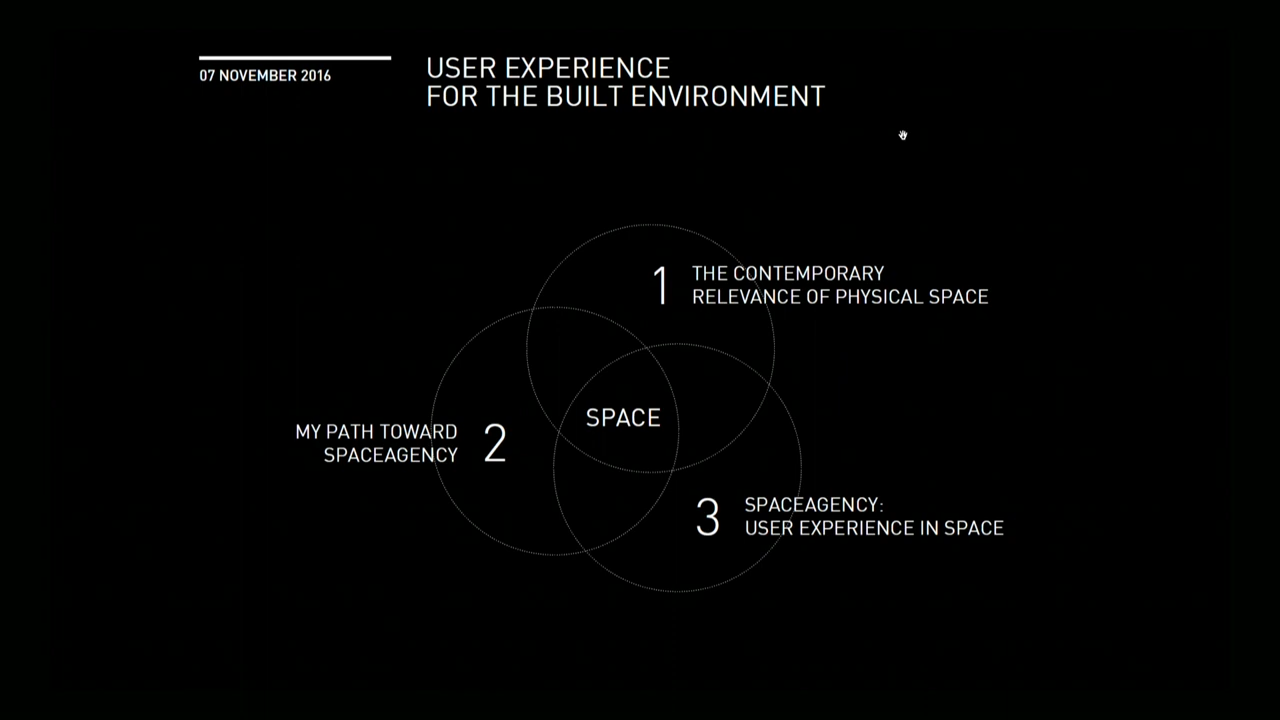 07 NOVEMBER 2016
USER EXPERIENCE
FOR THE BUILT ENVIRONMENT
1
THE CONTEMPORARY
RELEVANCE OF PHYSICAL SPACE
SPACE
MY PATH TOWARD
SPACEAGENCY
2
3
SPACEAGENCY:
USER EXPERIENCE IN SPACE